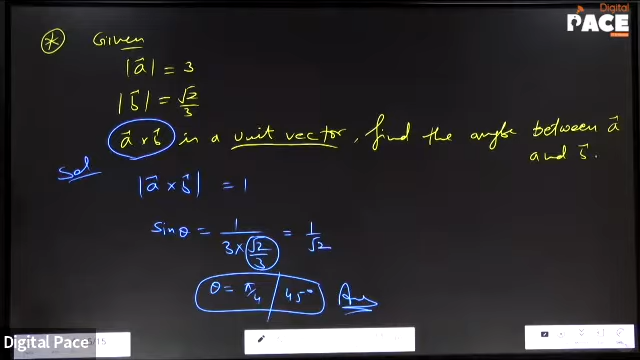 Digital
PACE
* Given
|a⃗| = 3
|b⃗| = √2/3
a⃗ × b⃗ is a unit vector, find the angle between a⃗
and b⃗.
Sol
|a⃗ × b⃗| = 1
sinθ = 1/(3×√2/3) = 1/√2
θ = π/4 / 45° Ans
Digital Pace